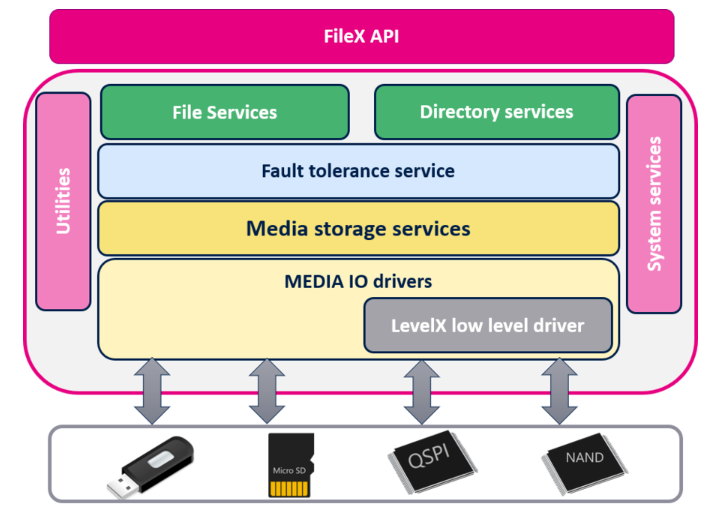 FileX API
File Services
Directory services
Utilities
System services
Fault tolerance service
Media storage services
MEDIA IO drivers
LevelX low level driver
Micro SD
QSPI
NAND